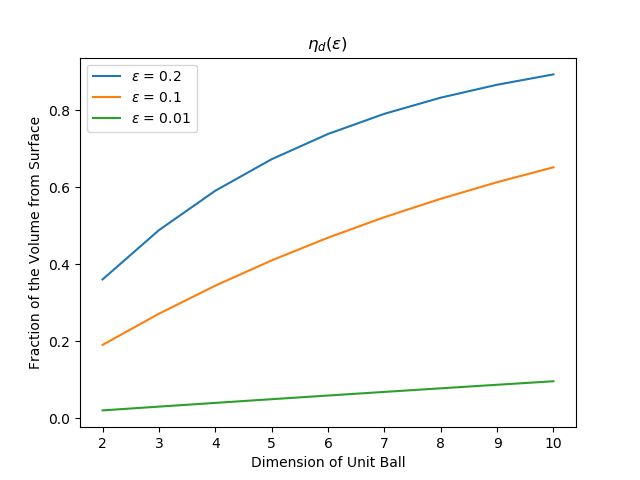 η_d(ε)
ε = 0.2
ε = 0.1
ε = 0.01
Fraction of the Volume from Surface
0.8
0.6
0.4
0.2
0.0
2 3 4 5 6 7 8 9 10
Dimension of Unit Ball